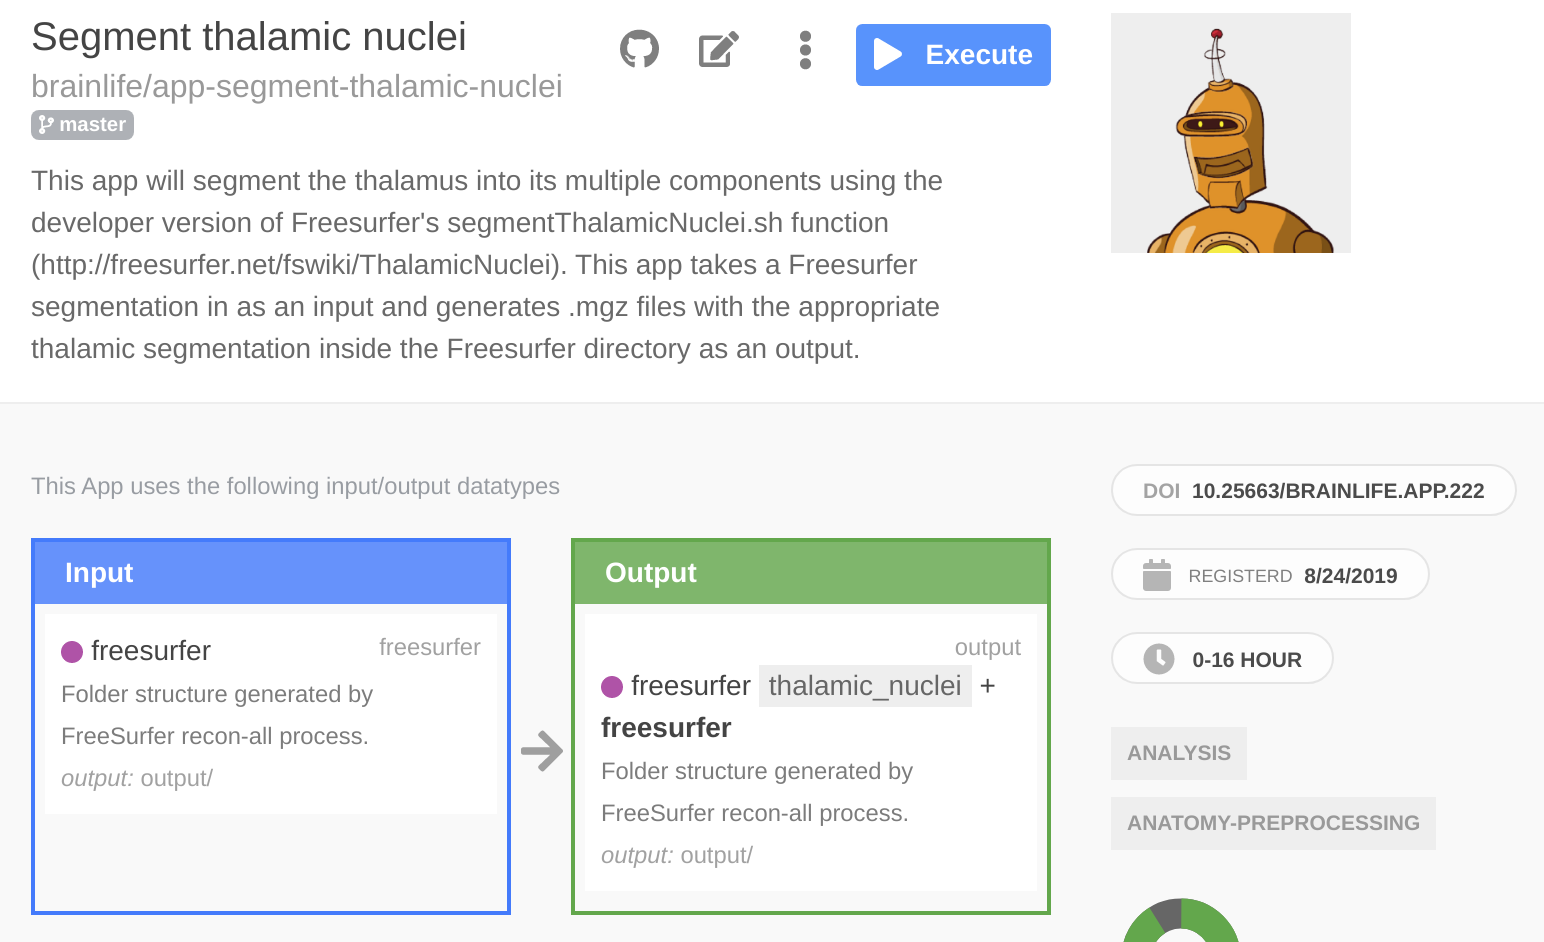 Segment thalamic nuclei
Execute
brainlife/app-segment-thalamic-nuclei
master
This app will segment the thalamus into its multiple components using the
developer version of Freesurfer's segmentThalamicNuclei.sh function
(http://freesurfer.net/fswiki/ThalamicNuclei). This app takes a Freesurfer
segmentation in as an input and generates .mgz files with the appropriate
thalamic segmentation inside the Freesurfer directory as an output.
This App uses the following input/output datatypes
Input
freesurfer freesurfer
Folder structure generated by
FreeSurfer recon-all process.
output: output/
Output
output
freesurfer thalamic_nuclei +
freesurfer
Folder structure generated by
FreeSurfer recon-all process.
output: output/
DOI 10.25663/BRAINLIFE.APP.222
REGISTERD 8/24/2019
0-16 HOUR
ANALYSIS
ANATOMY-PREPROCESSING